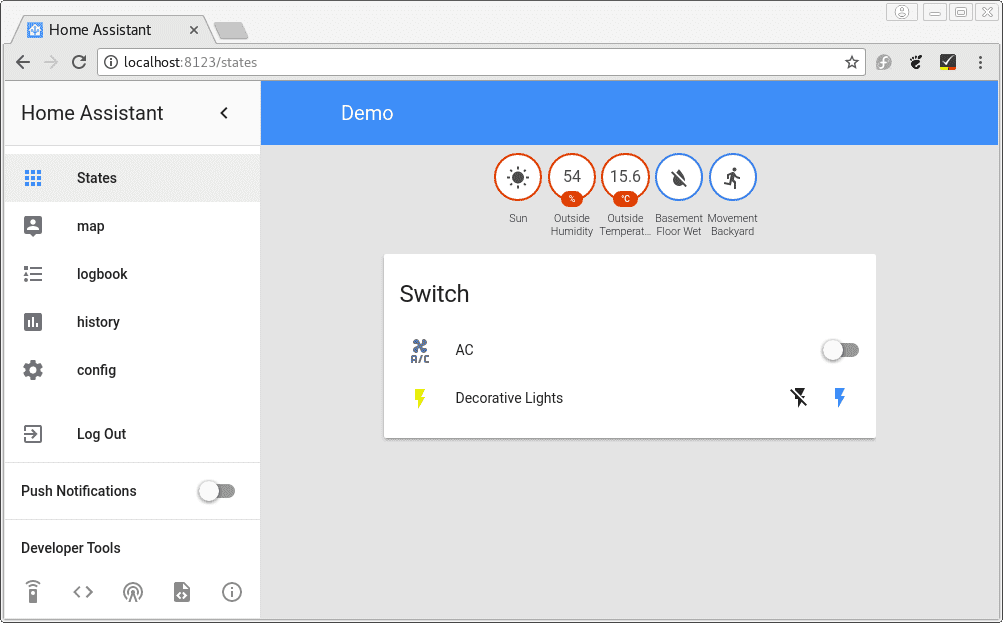 Home Assistant
localhost:8123/states
Home Assistant
Demo
States
map
logbook
history
config
Log Out
Push Notifications
Developer Tools
54
%
15.6
°C
Sun
Outside
Humidity
Outside
Temperat...
Basement
Floor Wet
Movement
Backyard
Switch
A/C
AC
Decorative Lights